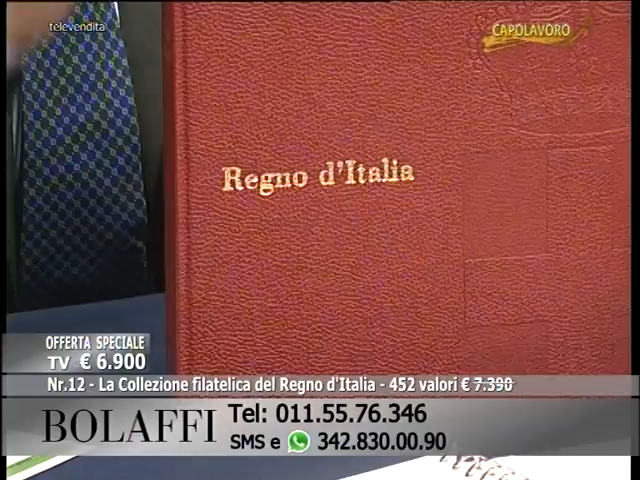 televendita
CAPOLAVORO
Regno d'Italia
OFFERTA SPECIALE
TV € 6.900
Nr.12 - La Collezione filatelica del Regno d'Italia - 452 valori € 7.390
BOLAFFI
Tel: 011.55.76.346
SMS e 342.830.00.90